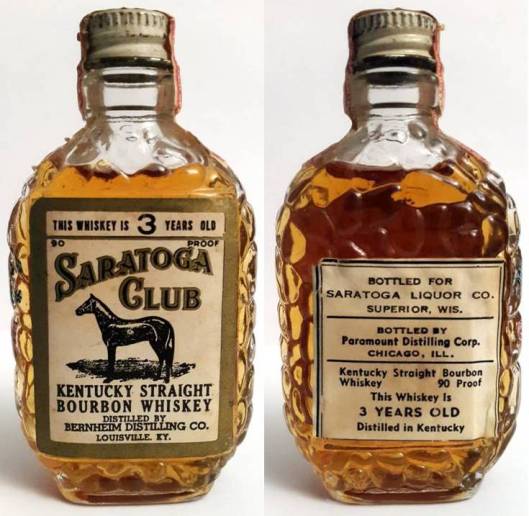 THIS WHISKEY IS 3 YEARS OLD
90 PROOF
SARATOGA
CLUB
KENTUCKY STRAIGHT
BOURBON WHISKEY
DISTILLED BY
BERNHEIM DISTILLING CO.
LOUISVILLE, KY.
BOTTLED FOR
SARATOGA LIQUOR CO.
SUPERIOR, WIS.
BOTTLED BY
Paramount Distilling Corp.
CHICAGO, ILL.
Kentucky Straight Bourbon
Whiskey 90 Proof
This Whiskey Is
3 YEARS OLD
Distilled in Kentucky